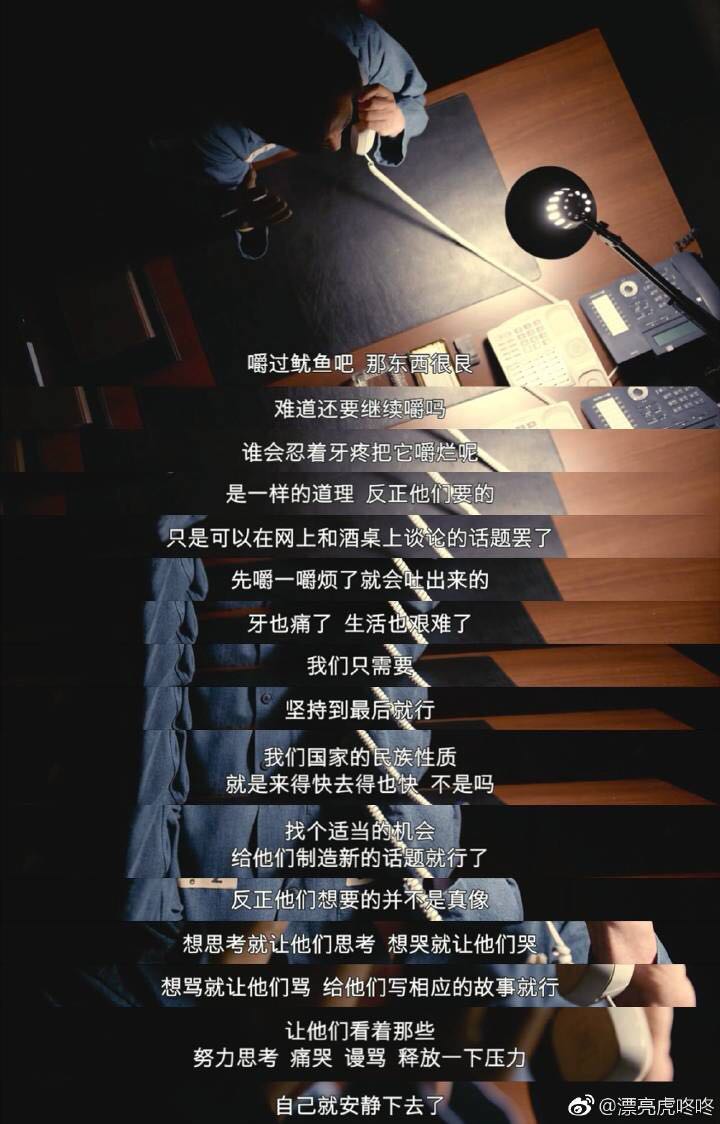 嚼过鱿鱼吧 那东西很艮
难道还要继续嚼吗
谁会忍着牙疼把它嚼烂呢
是一样的道理 反正他们要的
只是可以在网上和酒桌上谈论的话题罢了
先嚼一嚼烦了就会吐出来的
牙也痛了 生活也艰难了
我们只需要
坚持到最后就行
我们国家的民族性质
就是来得快去得也快 不是吗
找个适当的机会
给他们制造新的话题就行了
反正他们想要的并不是真像
想思考就让他们思考 想哭就让他们哭
想骂就让他们骂 给他们写相应的故事就行
让他们看着那些
努力思考 痛哭 谩骂 释放一下压力
自己就安静下去了
@漂亮虎咚咚